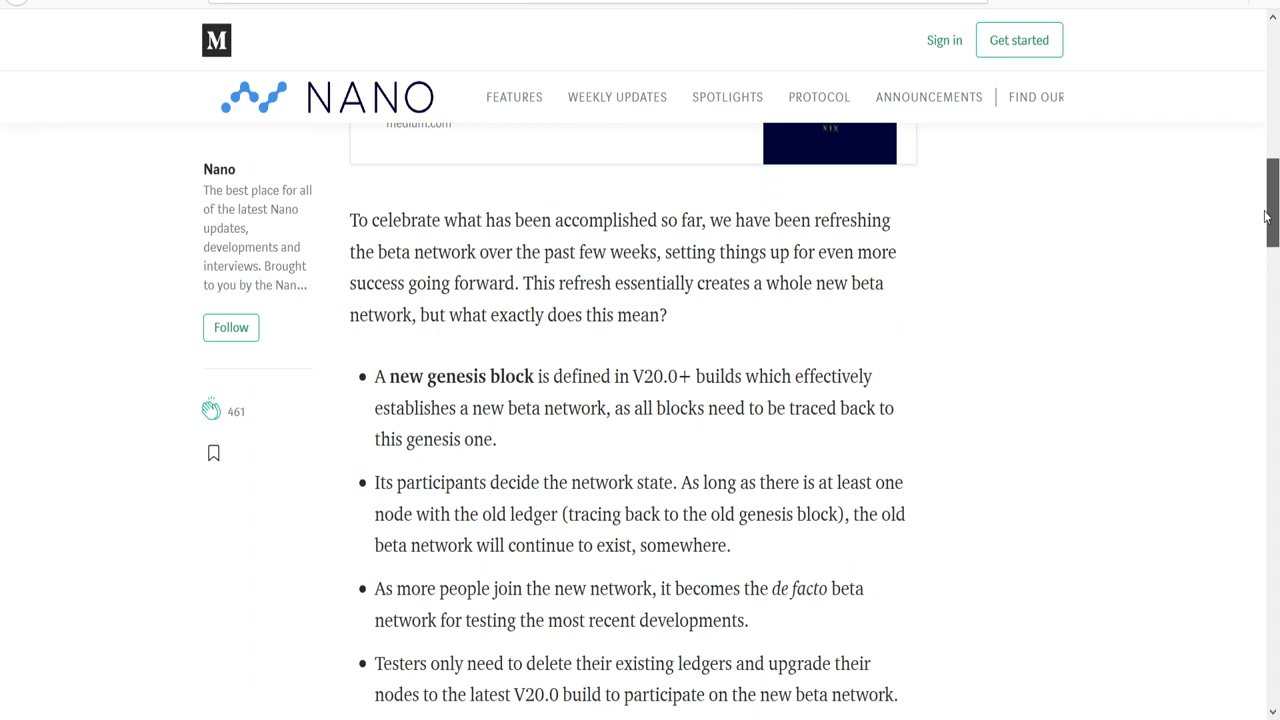 M
Sign in
Get started
NANO
FEATURES
WEEKLY UPDATES
SPOTLIGHTS
PROTOCOL
ANNOUNCEMENTS
FIND OUR
medium.com
XIX
Nano
The best place for all
of the latest Nano
updates,
developments and
interviews. Brought
to you by the Nan...
Follow
461
To celebrate what has been accomplished so far, we have been refreshing
the beta network over the past few weeks, setting things up for even more
success going forward. This refresh essentially creates a whole new beta
network, but what exactly does this mean?
• A new genesis block is defined in V20.0+ builds which effectively
establishes a new beta network, as all blocks need to be traced back to
this genesis one.
• Its participants decide the network state. As long as there is at least one
node with the old ledger (tracing back to the old genesis block), the old
beta network will continue to exist, somewhere.
• As more people join the new network, it becomes the de facto beta
network for testing the most recent developments.
• Testers only need to delete their existing ledgers and upgrade their
nodes to the latest V20.0 build to participate on the new beta network.